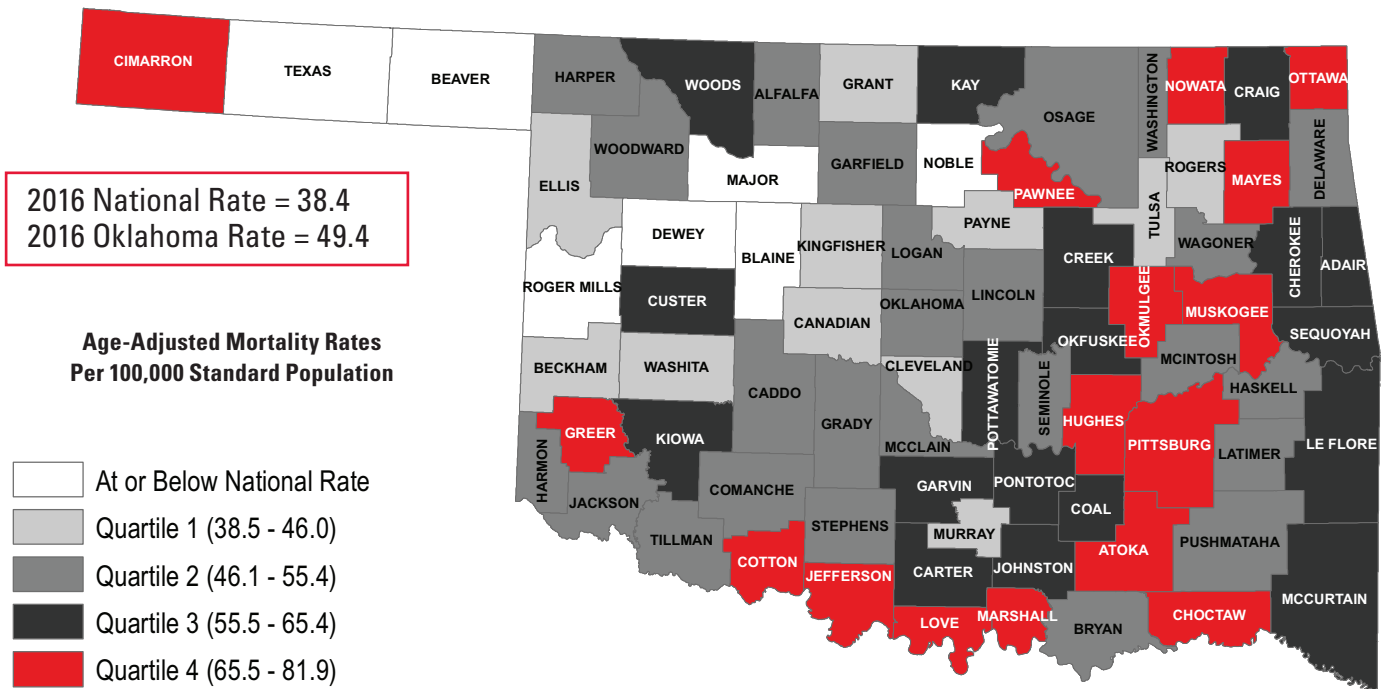 CIMARRON
TEXAS
BEAVER
HARPER
WOODS
ALFALFA
GRANT
KAY
OSAGE
WASHINGTON
NOWATA
CRAIG
OTTAWA
WOODWARD
ELLIS
MAJOR
GARFIELD
NOBLE
PAWNEE
ROGERS
MAYES
DELAWARE
2016 National Rate = 38.4
2016 Oklahoma Rate = 49.4
DEWEY
BLAINE
KINGFISHER
LOGAN
PAYNE
TULSA
CREEK
WAGONER
CHEROKEE
ADAIR
ROGER MILLS
CUSTER
CANADIAN
OKLAHOMA
LINCOLN
OKMULGEE
MUSKOGEE
SEQUOYAH
Age-Adjusted Mortality Rates
Per 100,000 Standard Population
BECKHAM
WASHITA
CADDO
GRADY
CLEVELAND
POTTAWATOMIE
SEMINOLE
OKFUSKEE
MCINTOSH
HASKELL
GREER
KIOWA
MCCLAIN
HUGHES
PITTSBURG
LATIMER
LE FLORE
HARMON
JACKSON
COMANCHE
GARVIN
PONTOTOC
COAL
TILLMAN
STEPHENS
MURRAY
ATOKA
PUSHMATAHA
COTTON
JEFFERSON
CARTER
JOHNSTON
MCCURTAIN
LOVE
MARSHALL
BRYAN
CHOCTAW
At or Below National Rate
Quartile 1 (38.5 - 46.0)
Quartile 2 (46.1 - 55.4)
Quartile 3 (55.5 - 65.4)
Quartile 4 (65.5 - 81.9)